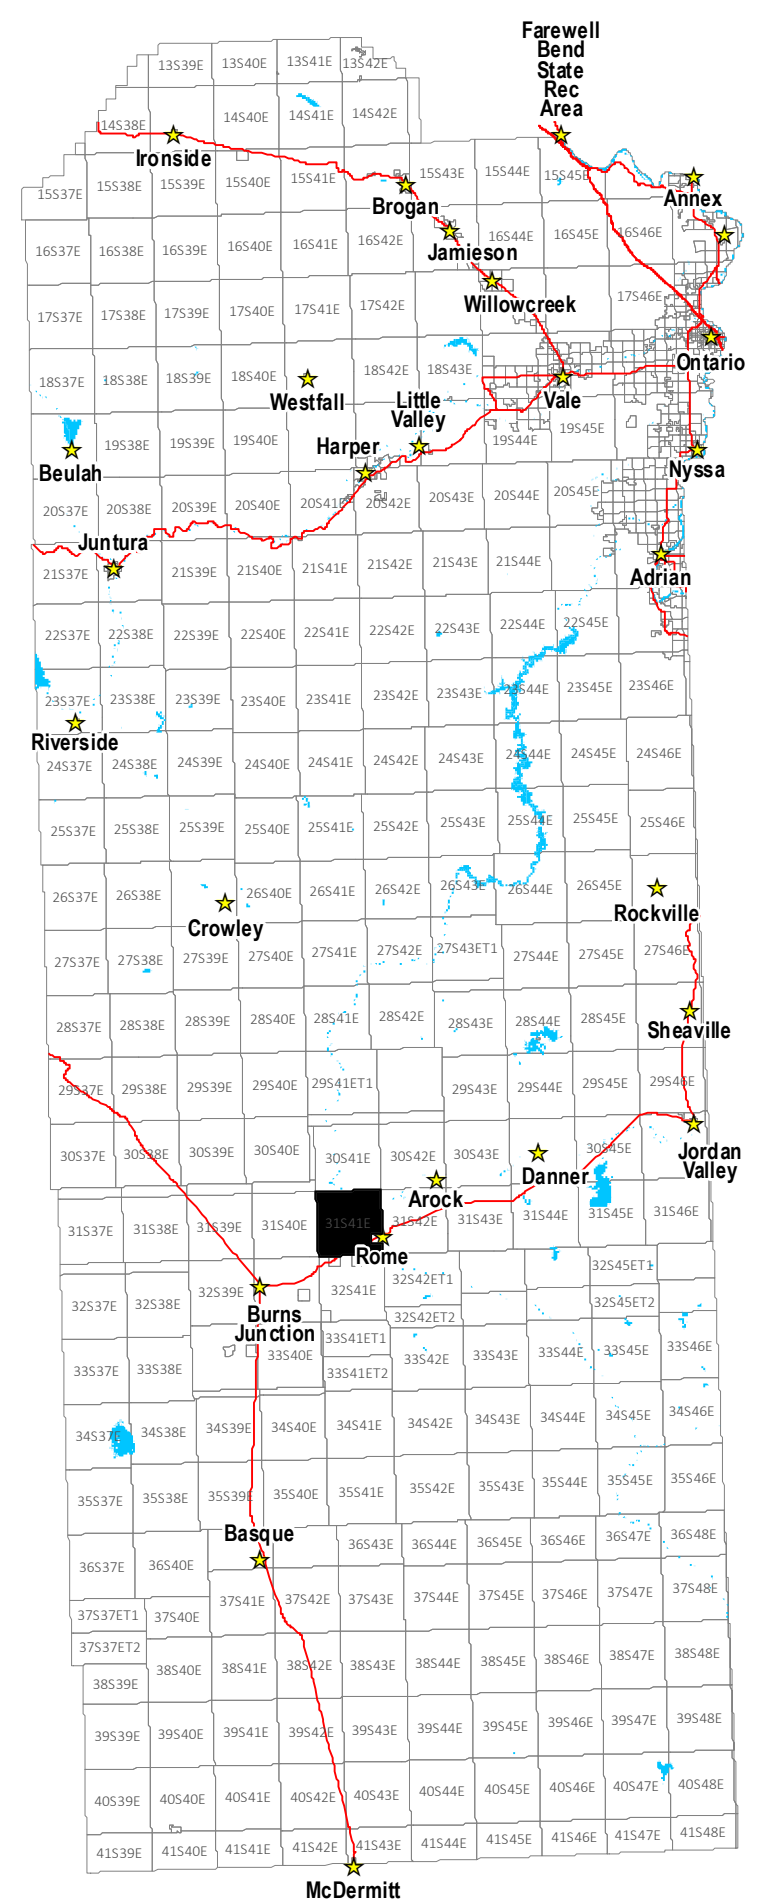 Farewell
Bend
State
Rec
Area
13S39E 13S40E 13S41E 13S42E
14S38E 14S40E 14S41E 14S42E
Ironside
15S37E 15S38E 15S39E 15S40E 15S41E 15S43E 15S44E 15S45E
Annex
Brogan
16S37E 16S38E 16S39E 16S40E 16S41E 16S42E 16S44E 16S45E 16S46E
Jamieson
Willowcreek
17S37E 17S38E 17S39E 17S40E 17S41E 17S42E 17S46E
Ontario
18S37E 18S38E 18S39E 18S40E 18S42E 18S43E
Westfall
Vale
Little
Valley
19S38E 19S39E 19S40E 19S44E 19S45E
Harper
Beulah
Nyssa
20S37E 20S38E 20S39E 20S40E 20S41E 20S42E 20S43E 20S44E 20S45E
Juntura
21S37E 21S39E 21S40E 21S41E 21S42E 21S43E 21S44E
Adrian
22S37E 22S38E 22S39E 22S40E 22S41E 22S42E 22S43E 22S44E 22S45E
23S37E 23S38E 23S39E 23S40E 23S41E 23S42E 23S43E 23S44E 23S45E 23S46E
Riverside
24S37E 24S38E 24S39E 24S40E 24S41E 24S42E 24S43E 24S44E 24S45E 24S46E
25S37E 25S38E 25S39E 25S40E 25S41E 25S42E 25S43E 25S44E 25S45E 25S46E
26S37E 26S38E 26S40E 26S41E 26S42E 26S43E 26S44E 26S45E
Crowley
Rockville
27S37E 27S38E 27S39E 27S40E 27S41E 27S42E 27S43ET1 27S44E 27S45E 27S46E
28S37E 28S38E 28S39E 28S40E 28S41E 28S42E 28S43E 28S44E 28S45E
Sheaville
29S37E 29S38E 29S39E 29S40E 29S41ET1 29S43E 29S44E 29S45E 29S46E
30S37E 30S38E 30S39E 30S40E 30S41E 30S42E 30S43E 30S45E
Jordan
Valley
Danner
Arock
31S37E 31S38E 31S39E 31S40E 31S41E 31S42E 31S43E 31S44E 31S45E 31S46E
Rome
32S37E 32S38E 32S39E 32S41E 32S42ET1 32S45ET1
32S42ET2 32S45ET2
Burns
Junction
33S37E 33S38E 33S40E 33S41ET1 33S42E 33S43E 33S44E 33S45E 33S46E
33S41ET2
34S37E 34S38E 34S39E 34S40E 34S41E 34S42E 34S43E 34S44E 34S45E 34S46E
35S37E 35S38E 35S39E 35S40E 35S41E 35S42E 35S43E 35S44E 35S45E 35S46E
Basque
36S37E 36S40E 36S43E 36S44E 36S45E 36S46E 36S47E 36S48E
37S37ET1 37S40E 37S41E 37S42E 37S43E 37S44E 37S45E 37S46E 37S47E 37S48E
37S37ET2
38S39E 38S40E 38S41E 38S42E 38S43E 38S44E 38S45E 38S46E 38S47E 38S48E
39S39E 39S40E 39S41E 39S42E 39S43E 39S44E 39S45E 39S46E 39S47E 39S48E
40S39E 40S40E 40S41E 40S42E 40S43E 40S44E 40S45E 40S46E 40S47E 40S48E
41S39E 41S40E 41S41E 41S42E 41S43E 41S44E 41S45E 41S46E 41S47E 41S48E
McDermitt